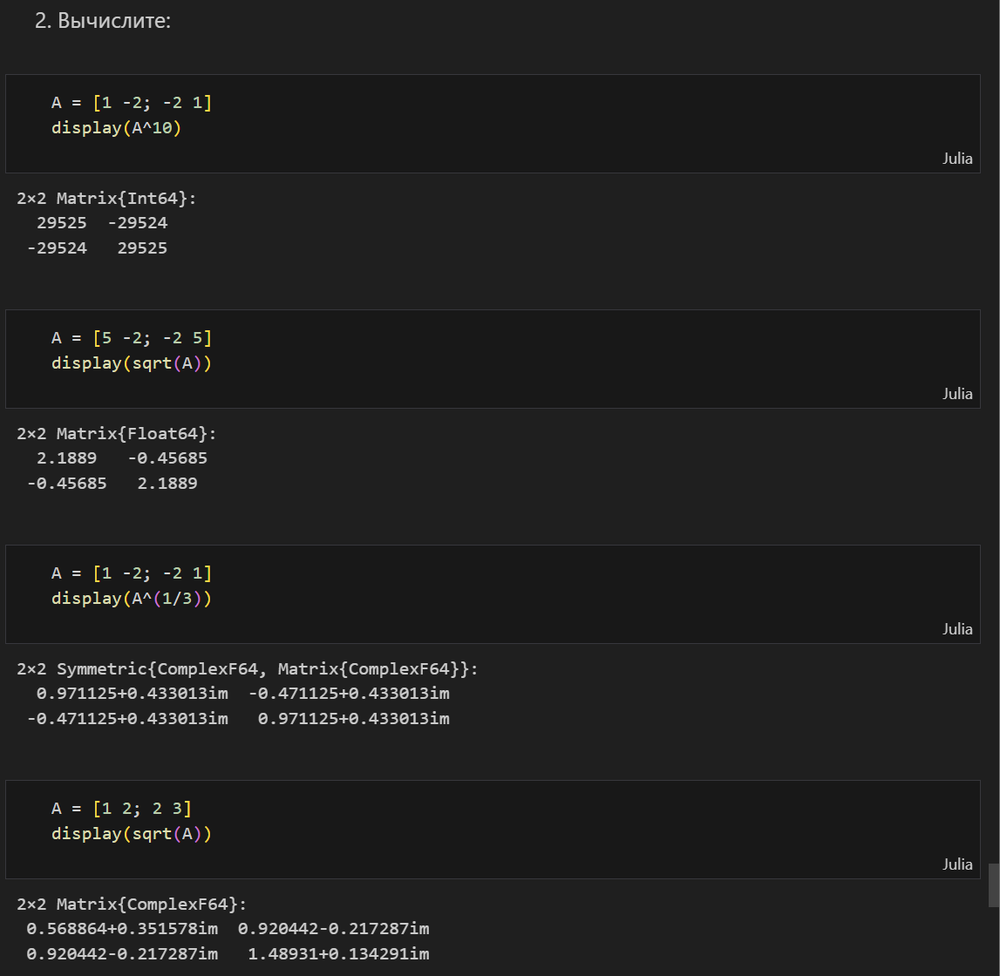 2. Вычислите:
A = [1 -2; -2 1]
display(A^10)
Julia
2×2 Matrix{Int64}:
29525 -29524
-29524 29525
A = [5 -2; -2 5]
display(sqrt(A))
Julia
2×2 Matrix{Float64}:
2.1889 -0.45685
-0.45685 2.1889
A = [1 -2; -2 1]
display(A^(1/3))
Julia
2×2 Symmetric{ComplexF64, Matrix{ComplexF64}}:
0.971125+0.433013im -0.471125+0.433013im
-0.471125+0.433013im 0.971125+0.433013im
A = [1 2; 2 3]
display(sqrt(A))
Julia
2×2 Matrix{ComplexF64}:
0.568864+0.351578im 0.920442-0.217287im
0.920442-0.217287im 1.48931+0.134291im